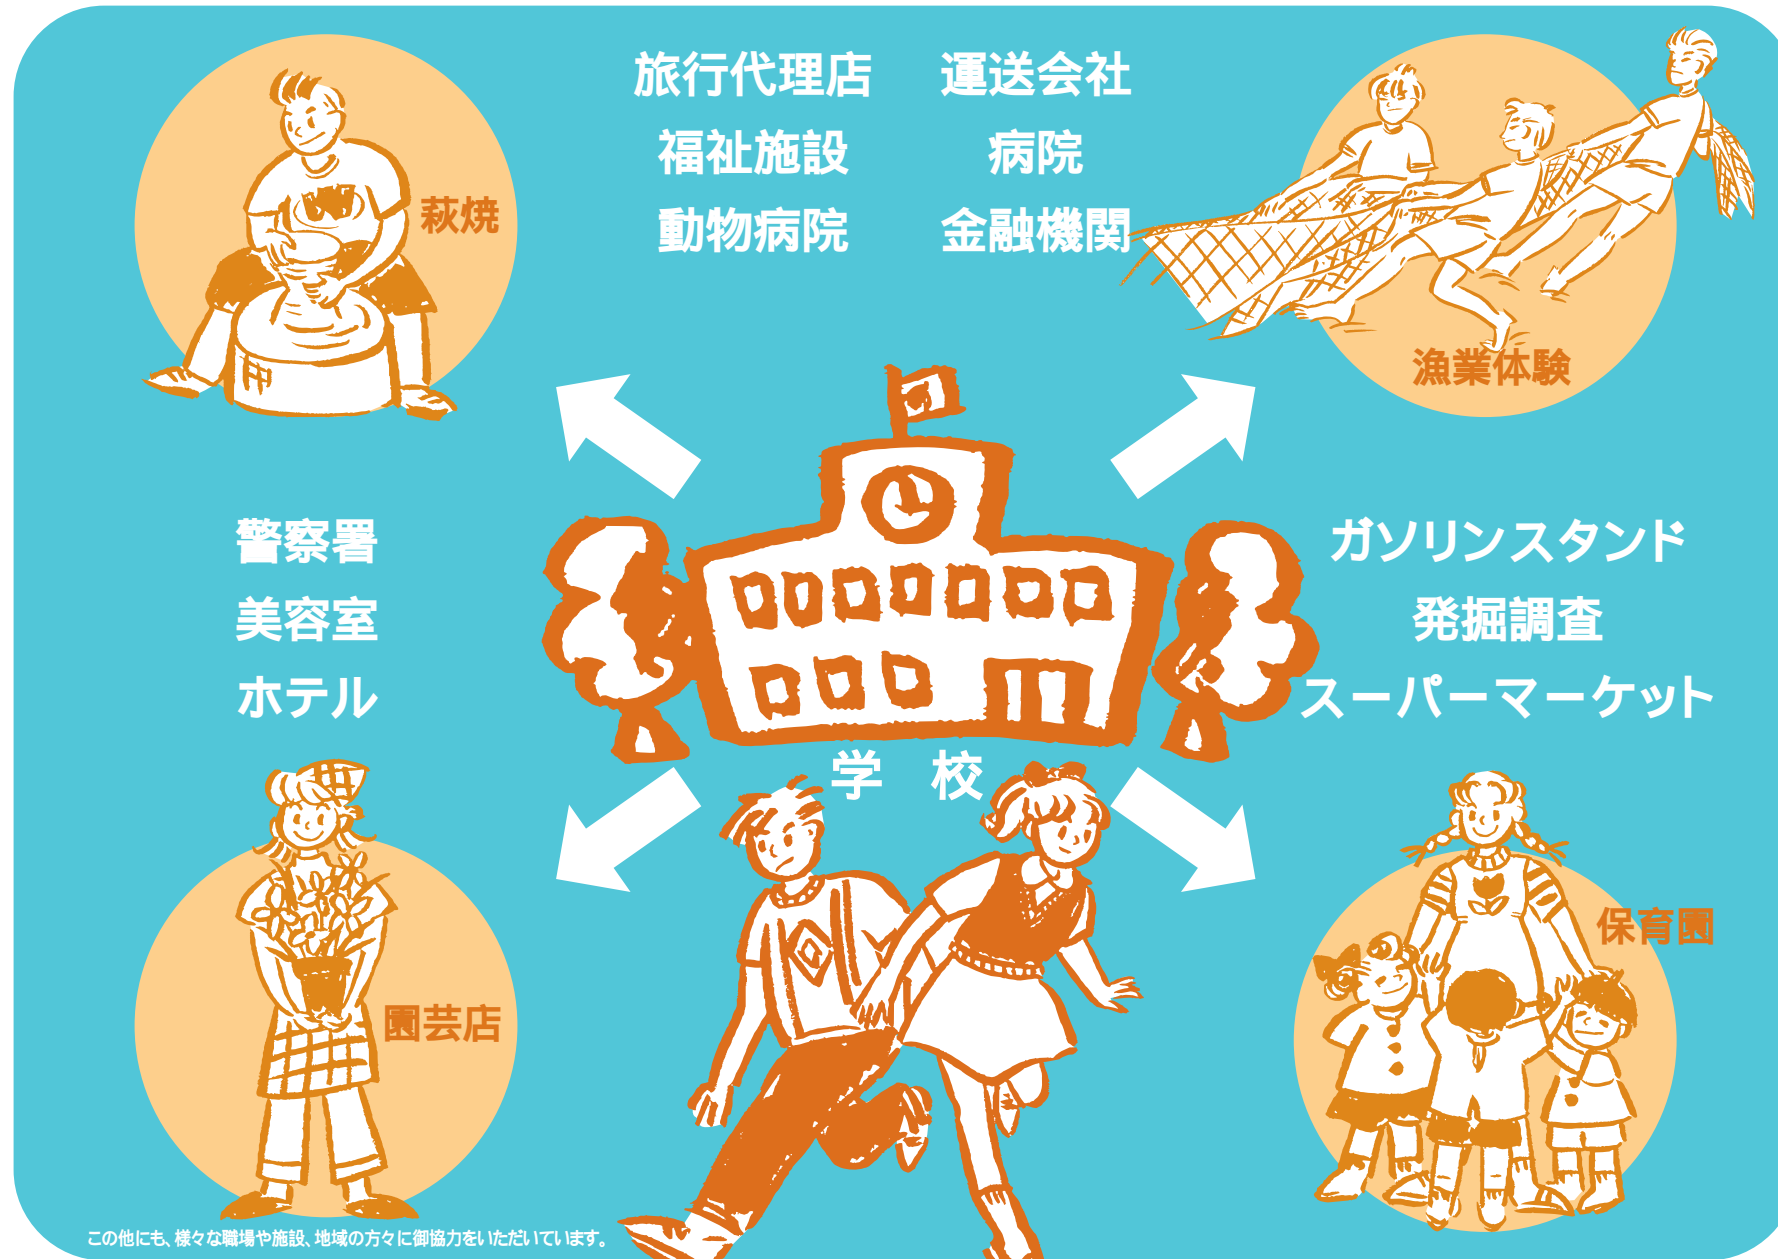 旅行代理店　運送会社
福祉施設　病院
動物病院　金融機関
萩焼
漁業体験
警察署
美容室
ホテル
ガソリンスタンド
発掘調査
スーパーマーケット
学　校
園芸店
保育園
この他にも、様々な職場や施設、地域の方々に御協力をいただいています。